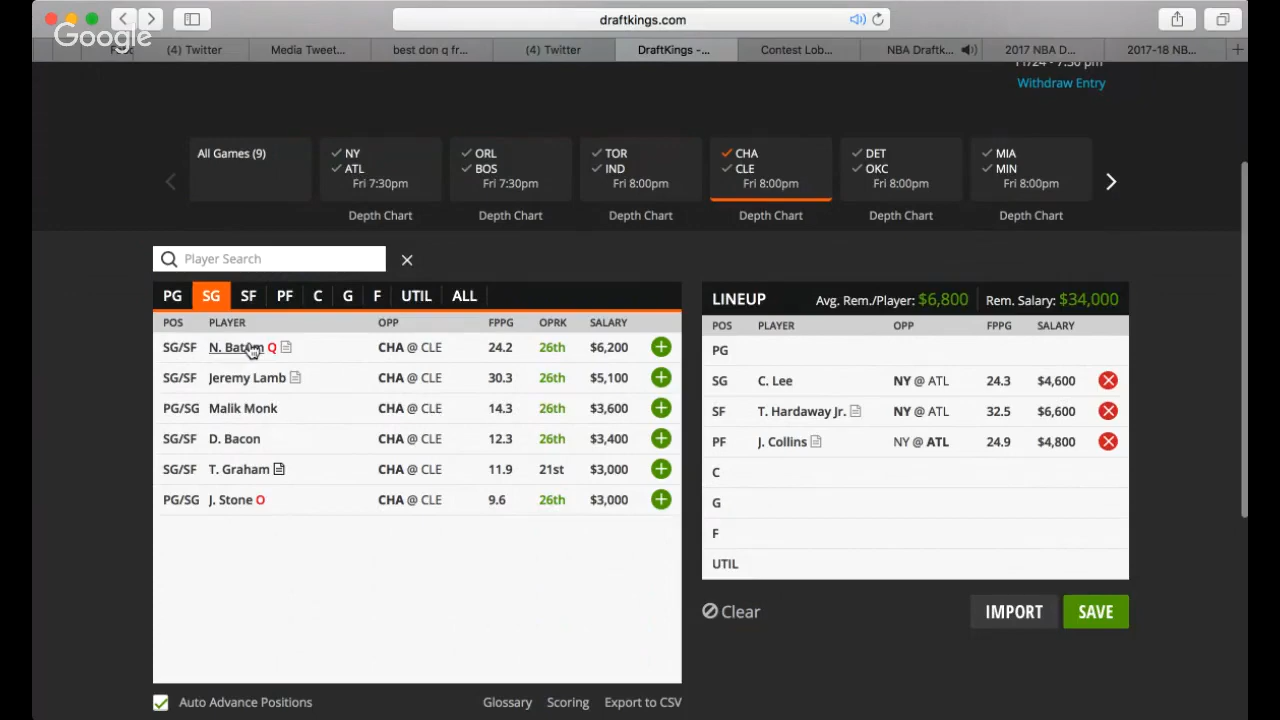 draftkings.com
Google
(4) Twitter
Media Tweet...
best don q fr...
(4) Twitter
DraftKings -...
Contest Lob...
NBA Draftk...
2017 NBA D...
2017-18 NB...
11/24 - 7:30 pm
Withdraw Entry
All Games (9)
NY
ATL
Fri 7:30pm
ORL
BOS
Fri 7:30pm
TOR
IND
Fri 8:00pm
CHA
CLE
Fri 8:00pm
DET
OKC
Fri 8:00pm
MIA
MIN
Fri 8:00pm
Depth Chart
Depth Chart
Depth Chart
Depth Chart
Depth Chart
Depth Chart
Player Search
PG SG SF PF C G F UTIL ALL
POS PLAYER OPP FPPG OPRK SALARY
SG/SF N. Batum Q CHA @ CLE 24.2 26th $6,200
SG/SF Jeremy Lamb CHA @ CLE 30.3 26th $5,100
PG/SG Malik Monk CHA @ CLE 14.3 26th $3,600
SG/SF D. Bacon CHA @ CLE 12.3 26th $3,400
SG/SF T. Graham CHA @ CLE 11.9 21st $3,000
PG/SG J. Stone O CHA @ CLE 9.6 26th $3,000
Auto Advance Positions
Glossary
Scoring
Export to CSV
LINEUP Avg. Rem./Player: $6,800 Rem. Salary: $34,000
POS PLAYER OPP FPPG SALARY
PG
SG C. Lee NY @ ATL 24.3 $4,600
SF T. Hardaway Jr. NY @ ATL 32.5 $6,600
PF J. Collins NY @ ATL 24.9 $4,800
C
G
F
UTIL
Clear
IMPORT
SAVE